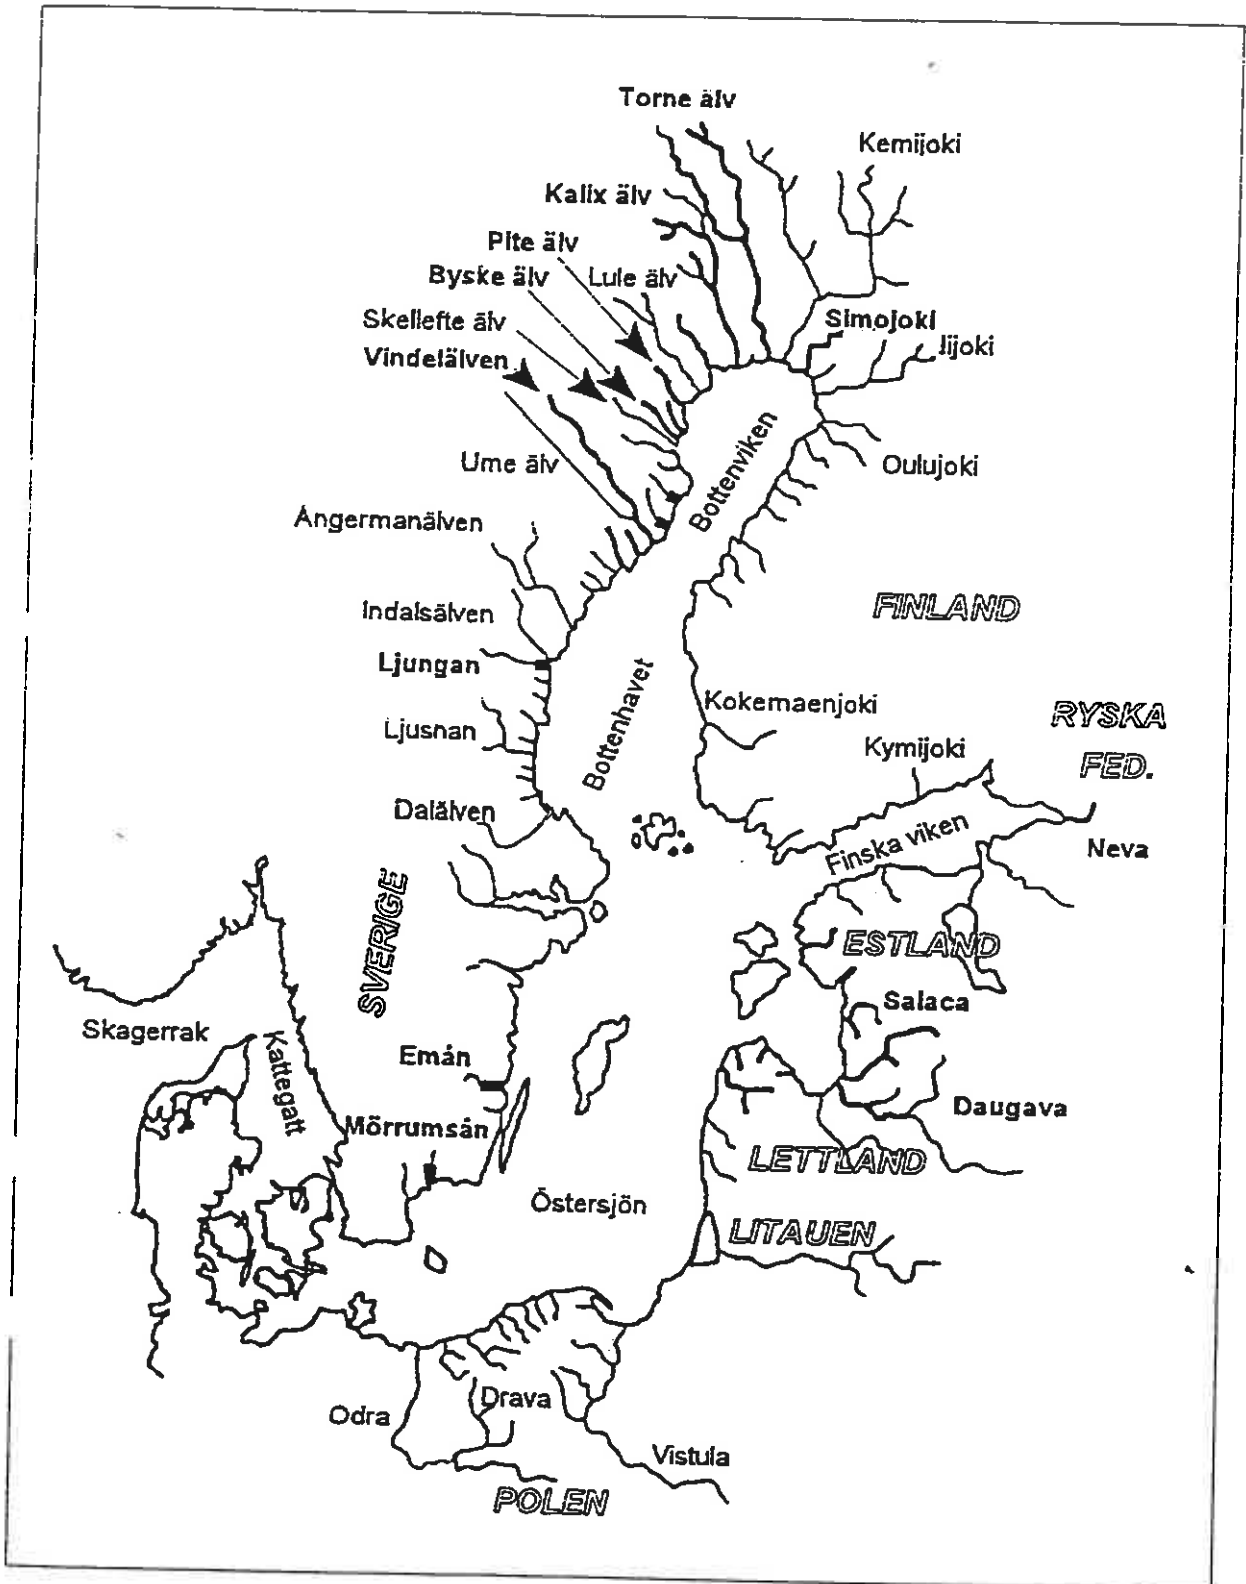 Torne älv
Kemijoki
Kalix älv
Pite älv
Byske älv
Lule älv
Skellefte älv
Simojoki
Vindelälven
Iijoki
Ume älv
Oulujoki
Bottenviken
Ångermanälven
FINLAND
Indalsälven
Ljungan
Bottenhavet
Kokemaenjoki
RYSKA
FED.
Ljusnan
Kymijoki
Dalälven
Finska viken
Neva
SVERIGE
ESTLAND
Salaca
Skagerrak
Kattegatt
Emån
Daugava
Mörrumsån
LETTLAND
Östersjön
LITAUEN
Drava
Odra
Vistula
POLEN